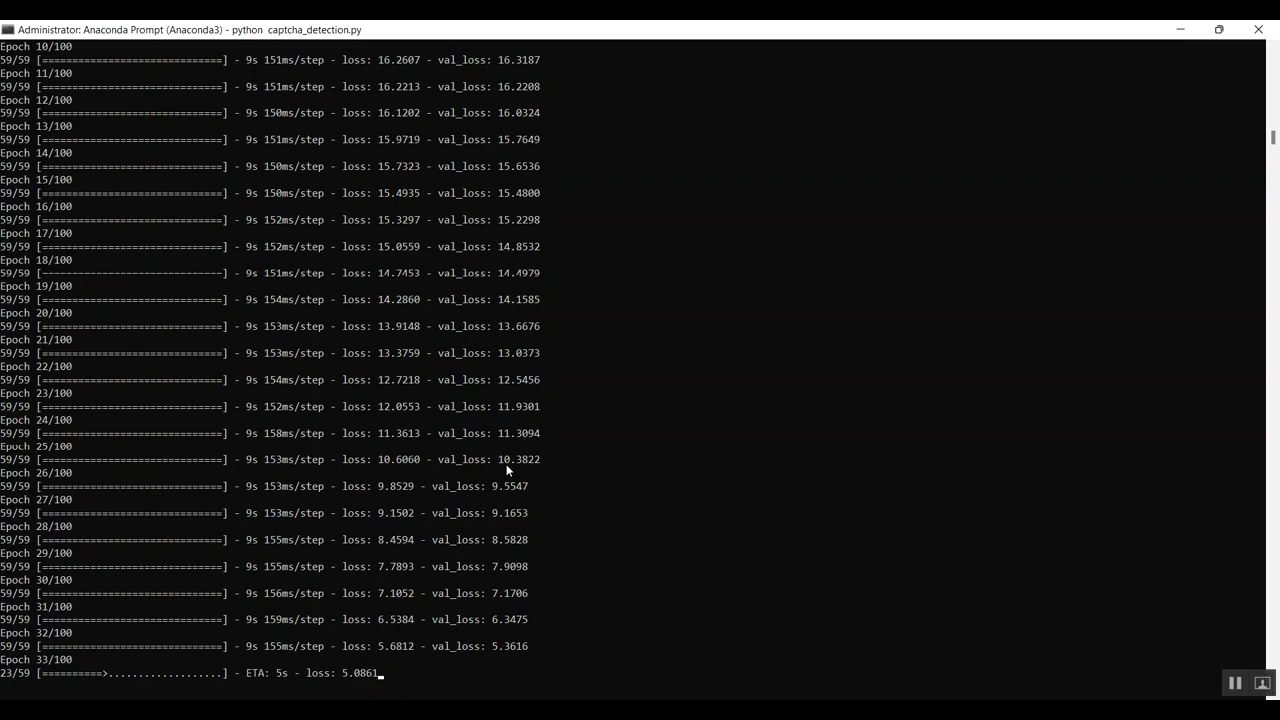 Administrator: Anaconda Prompt (Anaconda3) - python  captcha_detection.py
Epoch 10/100
59/59 [==============================] - 9s 151ms/step - loss: 16.2607 - val_loss: 16.3187
Epoch 11/100
59/59 [==============================] - 9s 151ms/step - loss: 16.2213 - val_loss: 16.2208
Epoch 12/100
59/59 [==============================] - 9s 150ms/step - loss: 16.1202 - val_loss: 16.0324
Epoch 13/100
59/59 [==============================] - 9s 151ms/step - loss: 15.9719 - val_loss: 15.7649
Epoch 14/100
59/59 [==============================] - 9s 150ms/step - loss: 15.7323 - val_loss: 15.6536
Epoch 15/100
59/59 [==============================] - 9s 150ms/step - loss: 15.4935 - val_loss: 15.4800
Epoch 16/100
59/59 [==============================] - 9s 152ms/step - loss: 15.3297 - val_loss: 15.2298
Epoch 17/100
59/59 [==============================] - 9s 152ms/step - loss: 15.0559 - val_loss: 14.8532
Epoch 18/100
59/59 [==============================] - 9s 151ms/step - loss: 14.7453 - val_loss: 14.4979
Epoch 19/100
59/59 [==============================] - 9s 154ms/step - loss: 14.2860 - val_loss: 14.1585
Epoch 20/100
59/59 [==============================] - 9s 153ms/step - loss: 13.9148 - val_loss: 13.6676
Epoch 21/100
59/59 [==============================] - 9s 153ms/step - loss: 13.3759 - val_loss: 13.0373
Epoch 22/100
59/59 [==============================] - 9s 154ms/step - loss: 12.7218 - val_loss: 12.5456
Epoch 23/100
59/59 [==============================] - 9s 152ms/step - loss: 12.0553 - val_loss: 11.9301
Epoch 24/100
59/59 [==============================] - 9s 158ms/step - loss: 11.3613 - val_loss: 11.3094
Epoch 25/100
59/59 [==============================] - 9s 153ms/step - loss: 10.6060 - val_loss: 10.3822
Epoch 26/100
59/59 [==============================] - 9s 153ms/step - loss: 9.8529 - val_loss: 9.5547
Epoch 27/100
59/59 [==============================] - 9s 153ms/step - loss: 9.1502 - val_loss: 9.1653
Epoch 28/100
59/59 [==============================] - 9s 155ms/step - loss: 8.4594 - val_loss: 8.5828
Epoch 29/100
59/59 [==============================] - 9s 155ms/step - loss: 7.7893 - val_loss: 7.9098
Epoch 30/100
59/59 [==============================] - 9s 156ms/step - loss: 7.1052 - val_loss: 7.1706
Epoch 31/100
59/59 [==============================] - 9s 159ms/step - loss: 6.5384 - val_loss: 6.3475
Epoch 32/100
59/59 [==============================] - 9s 155ms/step - loss: 5.6812 - val_loss: 5.3616
Epoch 33/100
23/59 [==========>...................] - ETA: 5s - loss: 5.0861